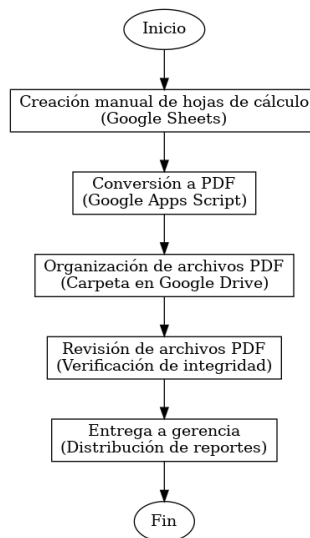 Inicio
Creación manual de hojas de cálculo
(Google Sheets)
Conversión a PDF
(Google Apps Script)
Organización de archivos PDF
(Carpeta en Google Drive)
Revisión de archivos PDF
(Verificación de integridad)
Entrega a gerencia
(Distribución de reportes)
Fin